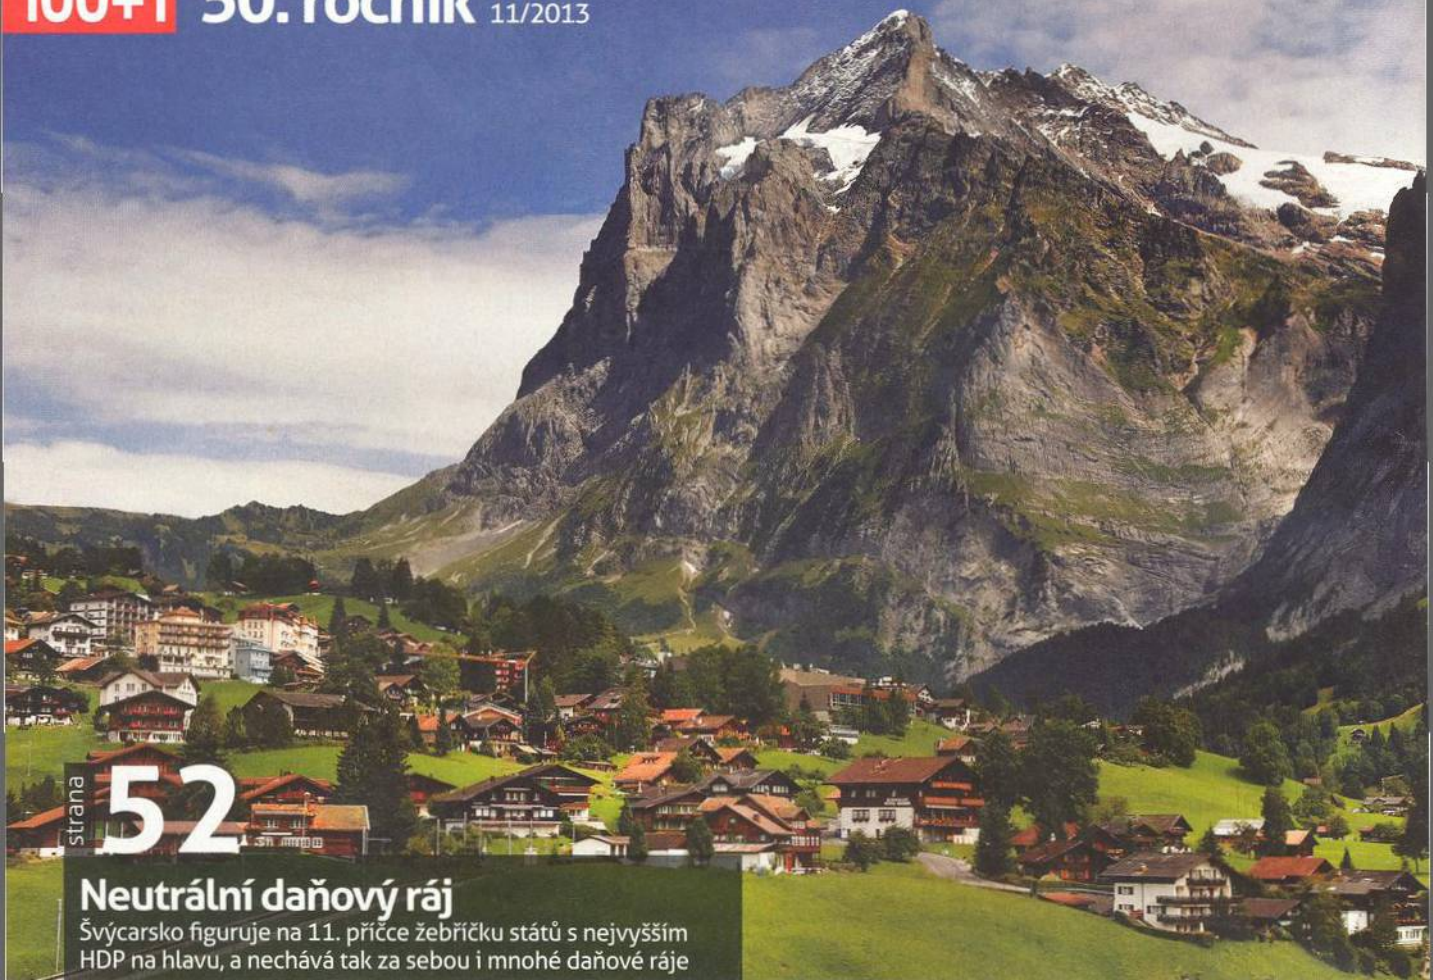 100+1 50. ročník 11/2013
strana 52
Neutrální daňový ráj
Švýcarsko figuruje na 11. příčce žebříčku států s nejvyšším
HDP na hlavu, a nechává tak za sebou i mnohé daňové ráje